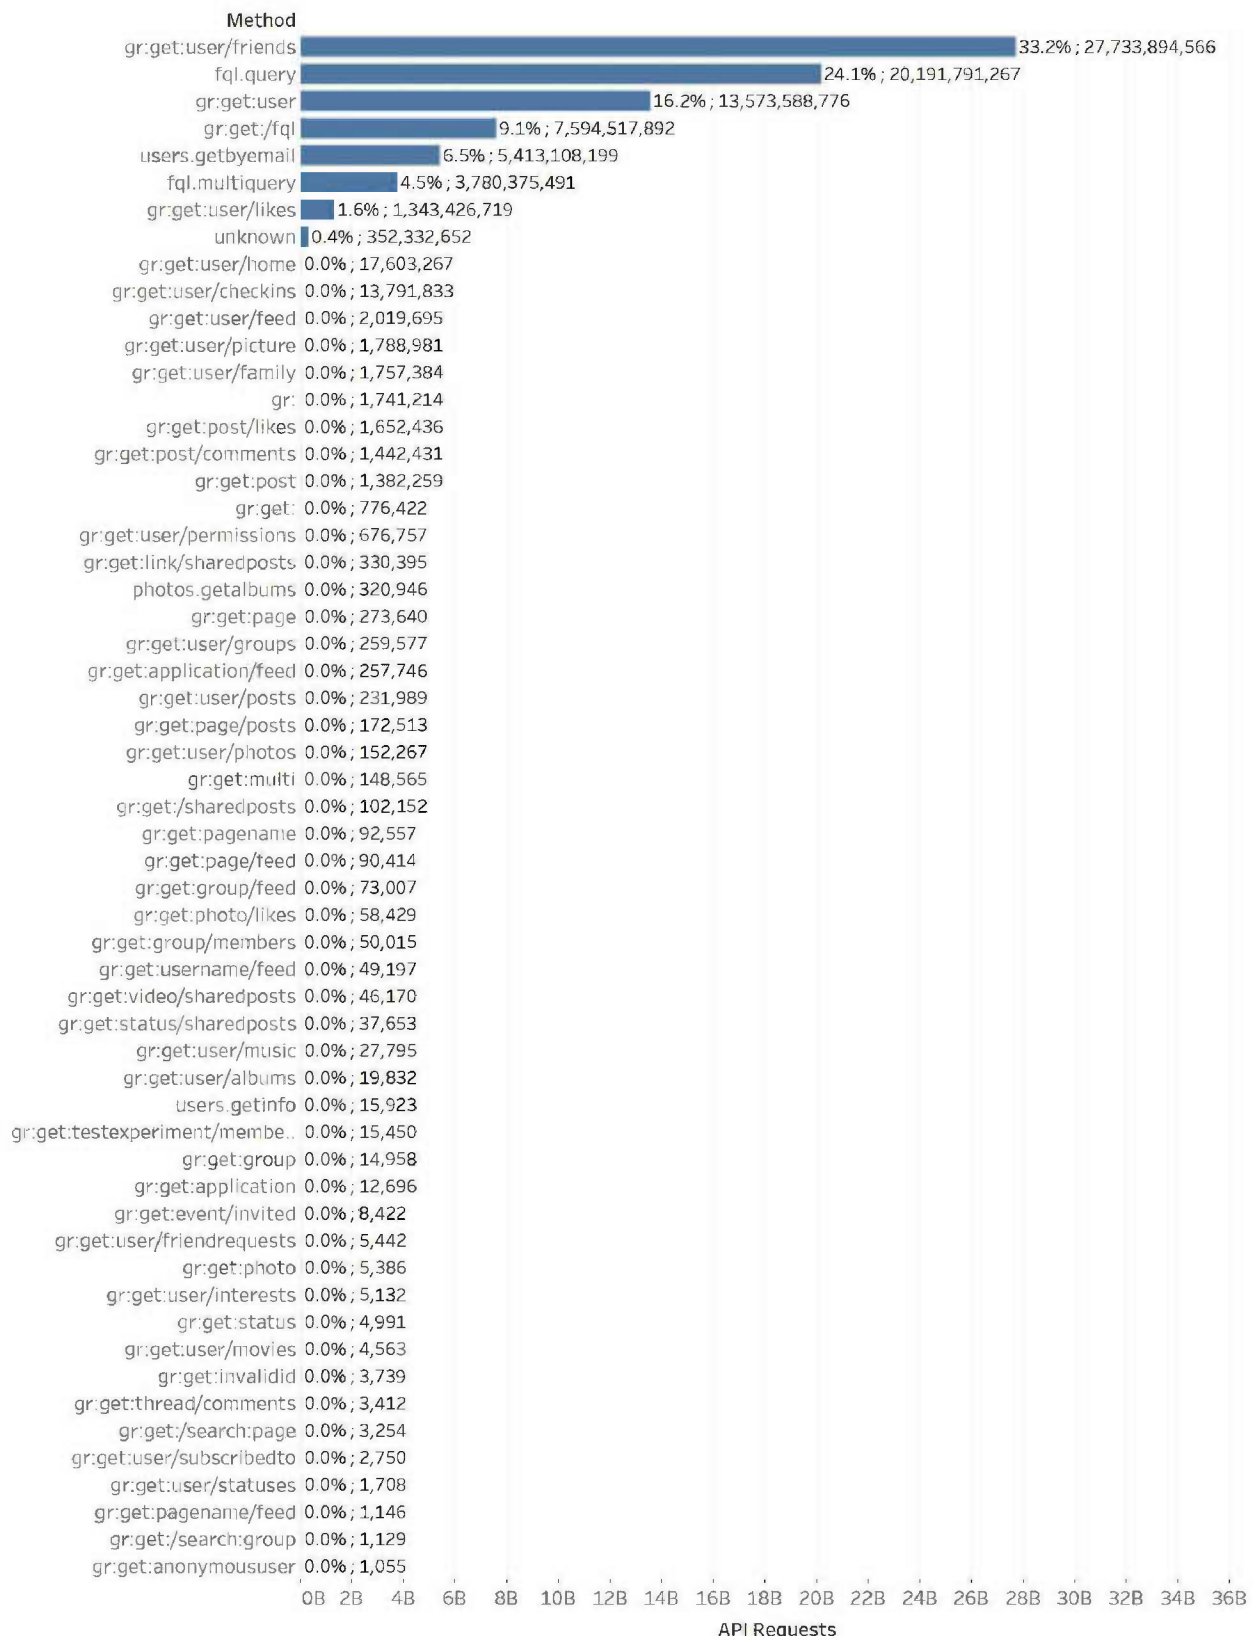 Method
gr:get:user/friends 33.2% ; 27,733,894,566
fql.query 24.1% ; 20,191,791,267
gr:get:user 16.2% ; 13,573,588,776
gr:get:/fql 9.1% ; 7,594,517,892
users.getbyemail 6.5% ; 5,413,108,199
fql.multiquery 4.5% ; 3,780,375,491
gr:get:user/likes 1.6% ; 1,343,426,719
unknown 0.4% ; 352,332,652
gr:get:user/home 0.0% ; 17,603,267
gr:get:user/checkins 0.0% ; 13,791,833
gr:get:user/feed 0.0% ; 2,019,695
gr:get:user/picture 0.0% ; 1,788,981
gr:get:user/family 0.0% ; 1,757,384
gr: 0.0% ; 1,741,214
gr:get:post/likes 0.0% ; 1,652,436
gr:get:post/comments 0.0% ; 1,442,431
gr:get:post 0.0% ; 1,382,259
gr:get: 0.0% ; 776,422
gr:get:user/permissions 0.0% ; 676,757
gr:get:link/sharedposts 0.0% ; 330,395
photos.getalbums 0.0% ; 320,946
gr:get:page 0.0% ; 273,640
gr:get:user/groups 0.0% ; 259,577
gr:get:application/feed 0.0% ; 257,746
gr:get:user/posts 0.0% ; 231,989
gr:get:page/posts 0.0% ; 172,513
gr:get:user/photos 0.0% ; 152,267
gr:get:multi 0.0% ; 148,565
gr:get:/sharedposts 0.0% ; 102,152
gr:get:pagename 0.0% ; 92,557
gr:get:page/feed 0.0% ; 90,414
gr:get:group/feed 0.0% ; 73,007
gr:get:photo/likes 0.0% ; 58,429
gr:get:group/members 0.0% ; 50,015
gr:get:username/feed 0.0% ; 49,197
gr:get:video/sharedposts 0.0% ; 46,170
gr:get:status/sharedposts 0.0% ; 37,653
gr:get:user/music 0.0% ; 27,795
gr:get:user/albums 0.0% ; 19,832
users.getinfo 0.0% ; 15,923
gr:get:testexperiment/membe.. 0.0% ; 15,450
gr:get:group 0.0% ; 14,958
gr:get:application 0.0% ; 12,696
gr:get:event/invited 0.0% ; 8,422
gr:get:user/friendrequests 0.0% ; 5,442
gr:get:photo 0.0% ; 5,386
gr:get:user/interests 0.0% ; 5,132
gr:get:status 0.0% ; 4,991
gr:get:user/movies 0.0% ; 4,563
gr:get:invalidid 0.0% ; 3,739
gr:get:thread/comments 0.0% ; 3,412
gr:get:/search:page 0.0% ; 3,254
gr:get:user/subscribedto 0.0% ; 2,750
gr:get:user/statuses 0.0% ; 1,708
gr:get:pagename/feed 0.0% ; 1,146
gr:get:/search:group 0.0% ; 1,129
gr:get:anonymoususer 0.0% ; 1,055
0B 2B 4B 6B 8B 10B 12B 14B 16B 18B 20B 22B 24B 26B 28B 30B 32B 34B 36B
API Requests